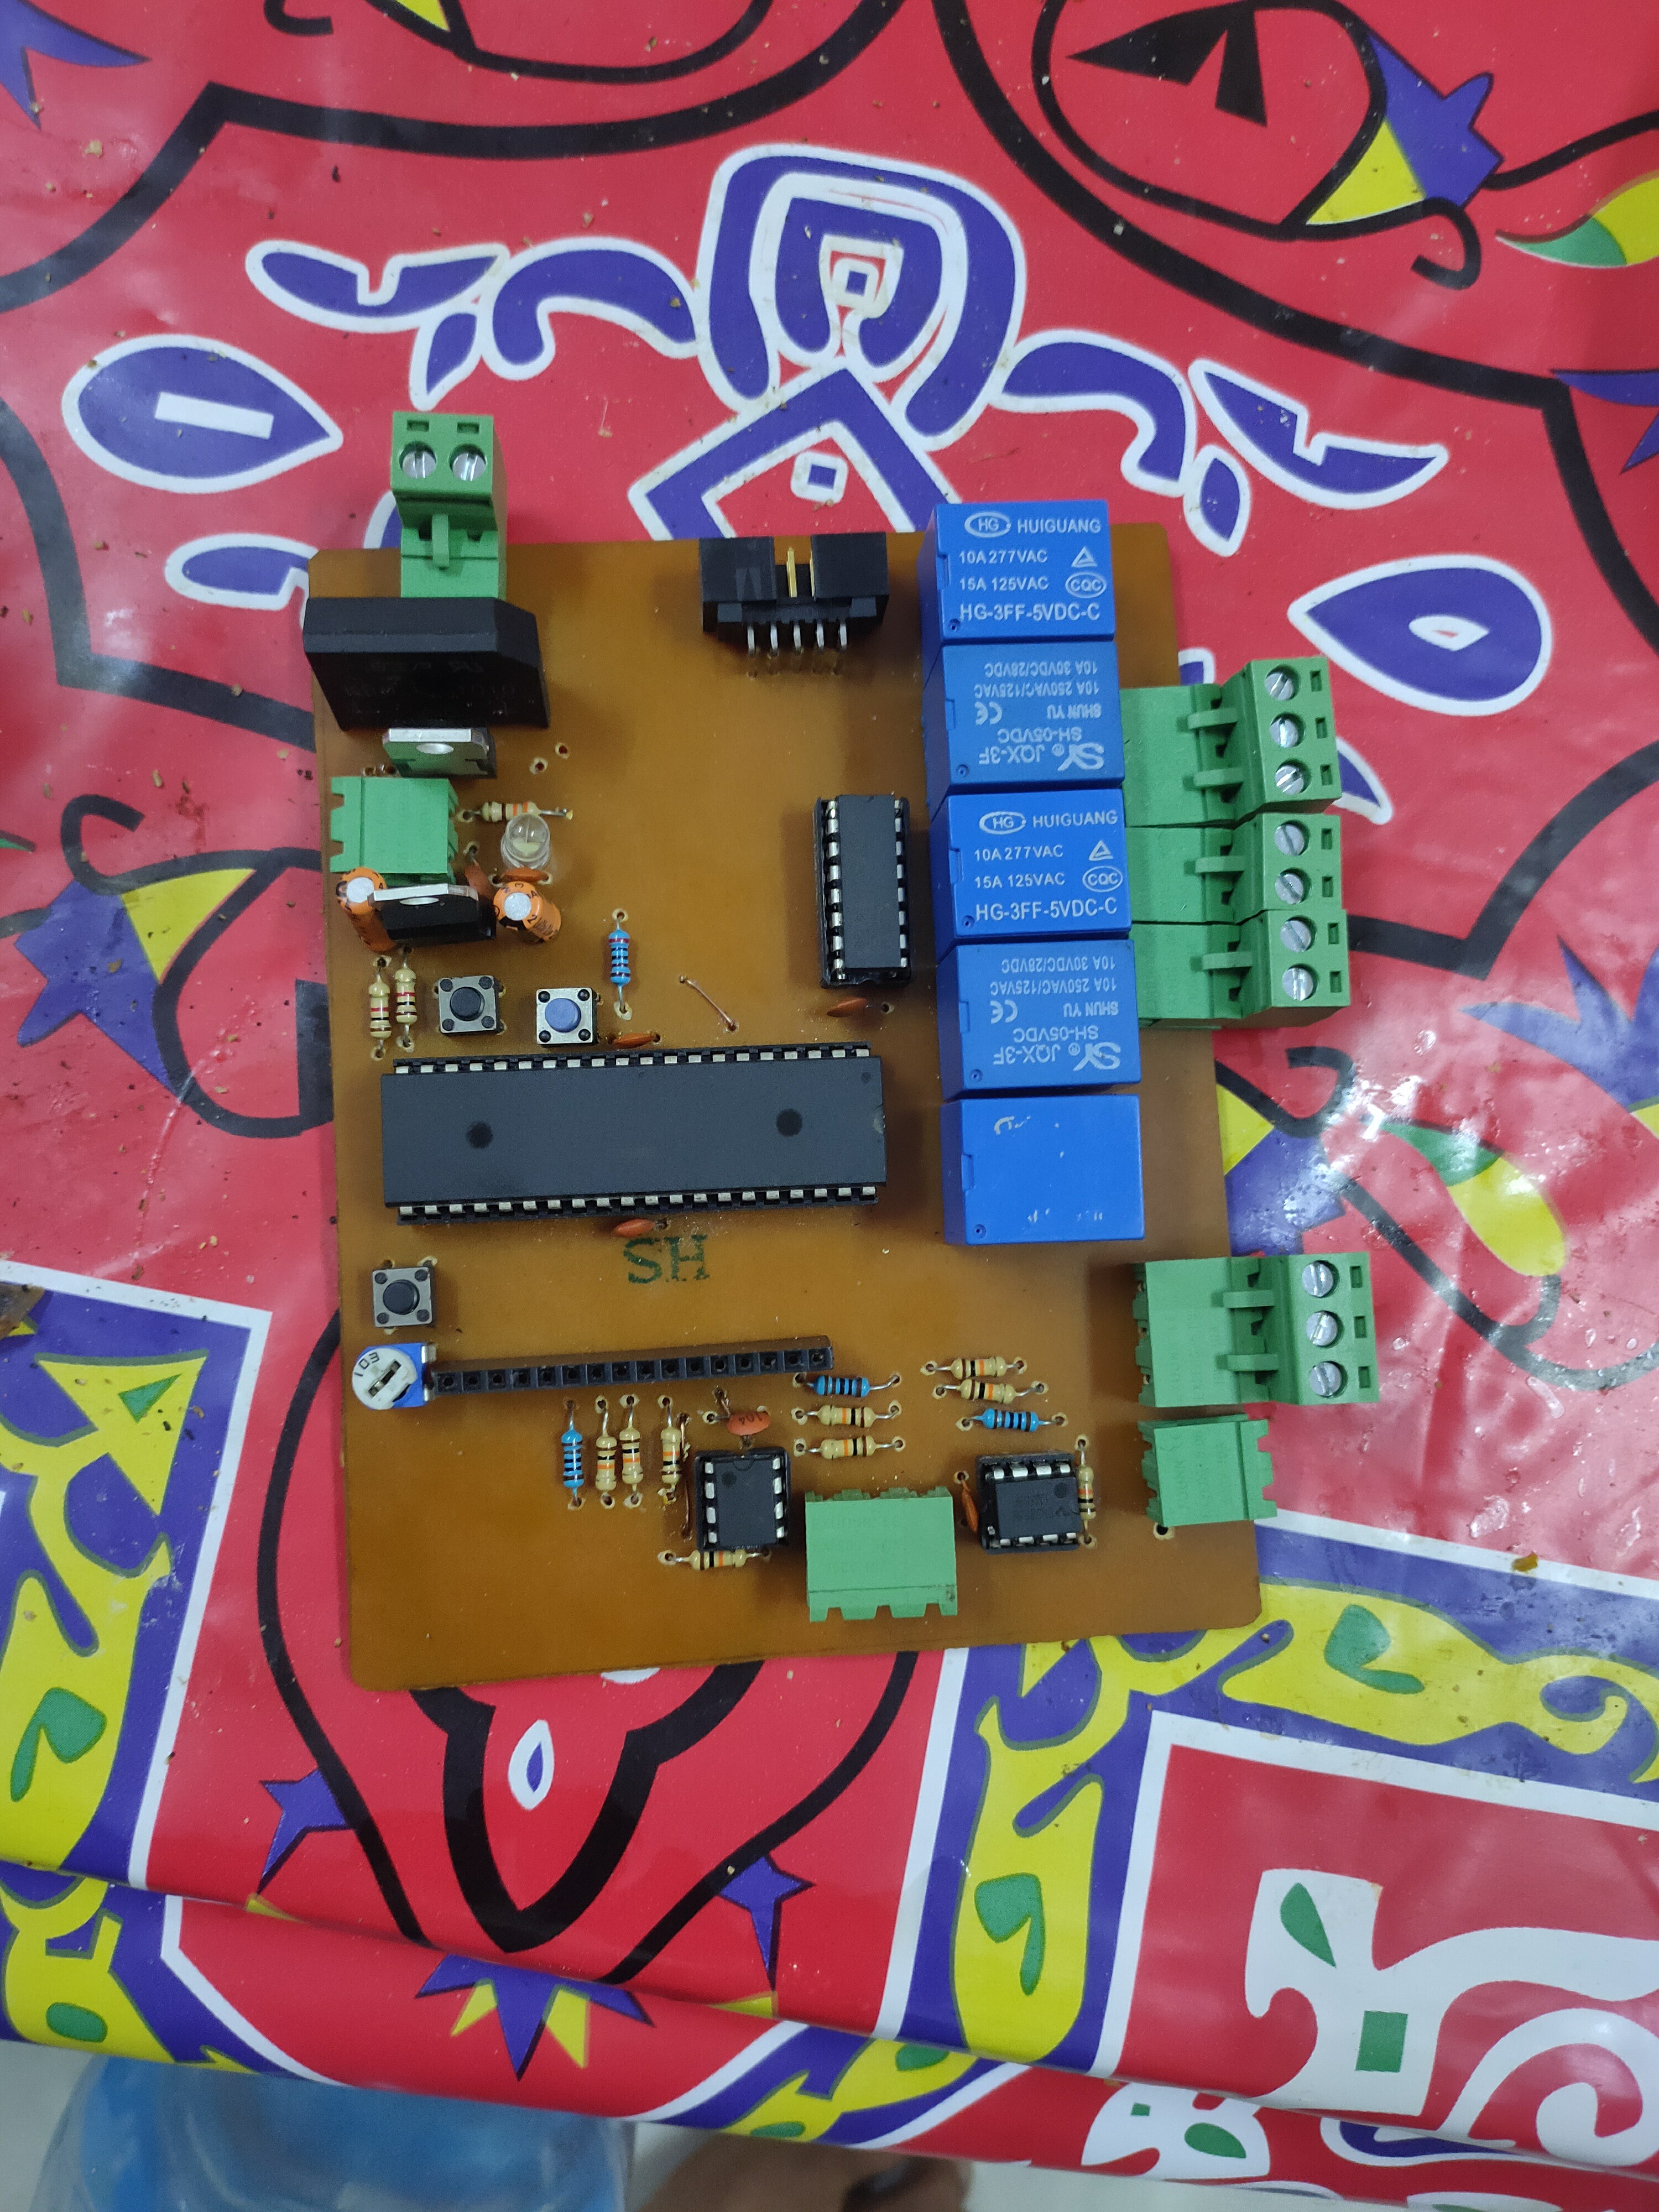 HG HUIGUANG
10A 277VAC
15A 125VAC CQC
HG-3FF-5VDC-C
SY® JQX-3F
SH-05VDC
SHUN YU CE
10A 250VAC/125VAC
10A 30VDC/28VDC
HG HUIGUANG
10A 277VAC
15A 125VAC CQC
HG-3FF-5VDC-C
SY® JQX-3F
SH-05VDC
SHUN YU CE
10A 250VAC/125VAC
10A 30VDC/28VDC
SH
103
104